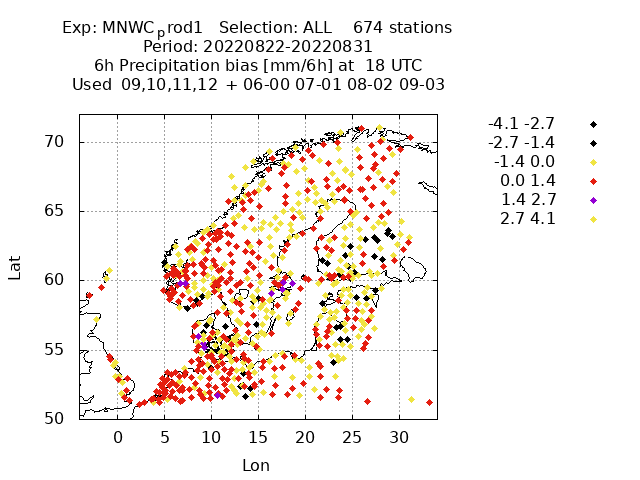 Exp: MNWCprod1 Selection: ALL 674 stations
Period: 20220822-20220831
6h Precipitation bias [mm/6h] at 18 UTC
Used 09,10,11,12 + 06-00 07-01 08-02 09-03
-4.1 -2.7
-2.7 -1.4
-1.4 0.0
0.0 1.4
1.4 2.7
2.7 4.1
70
65
60
55
50
Lat
0 5 10 15 20 25 30
Lon